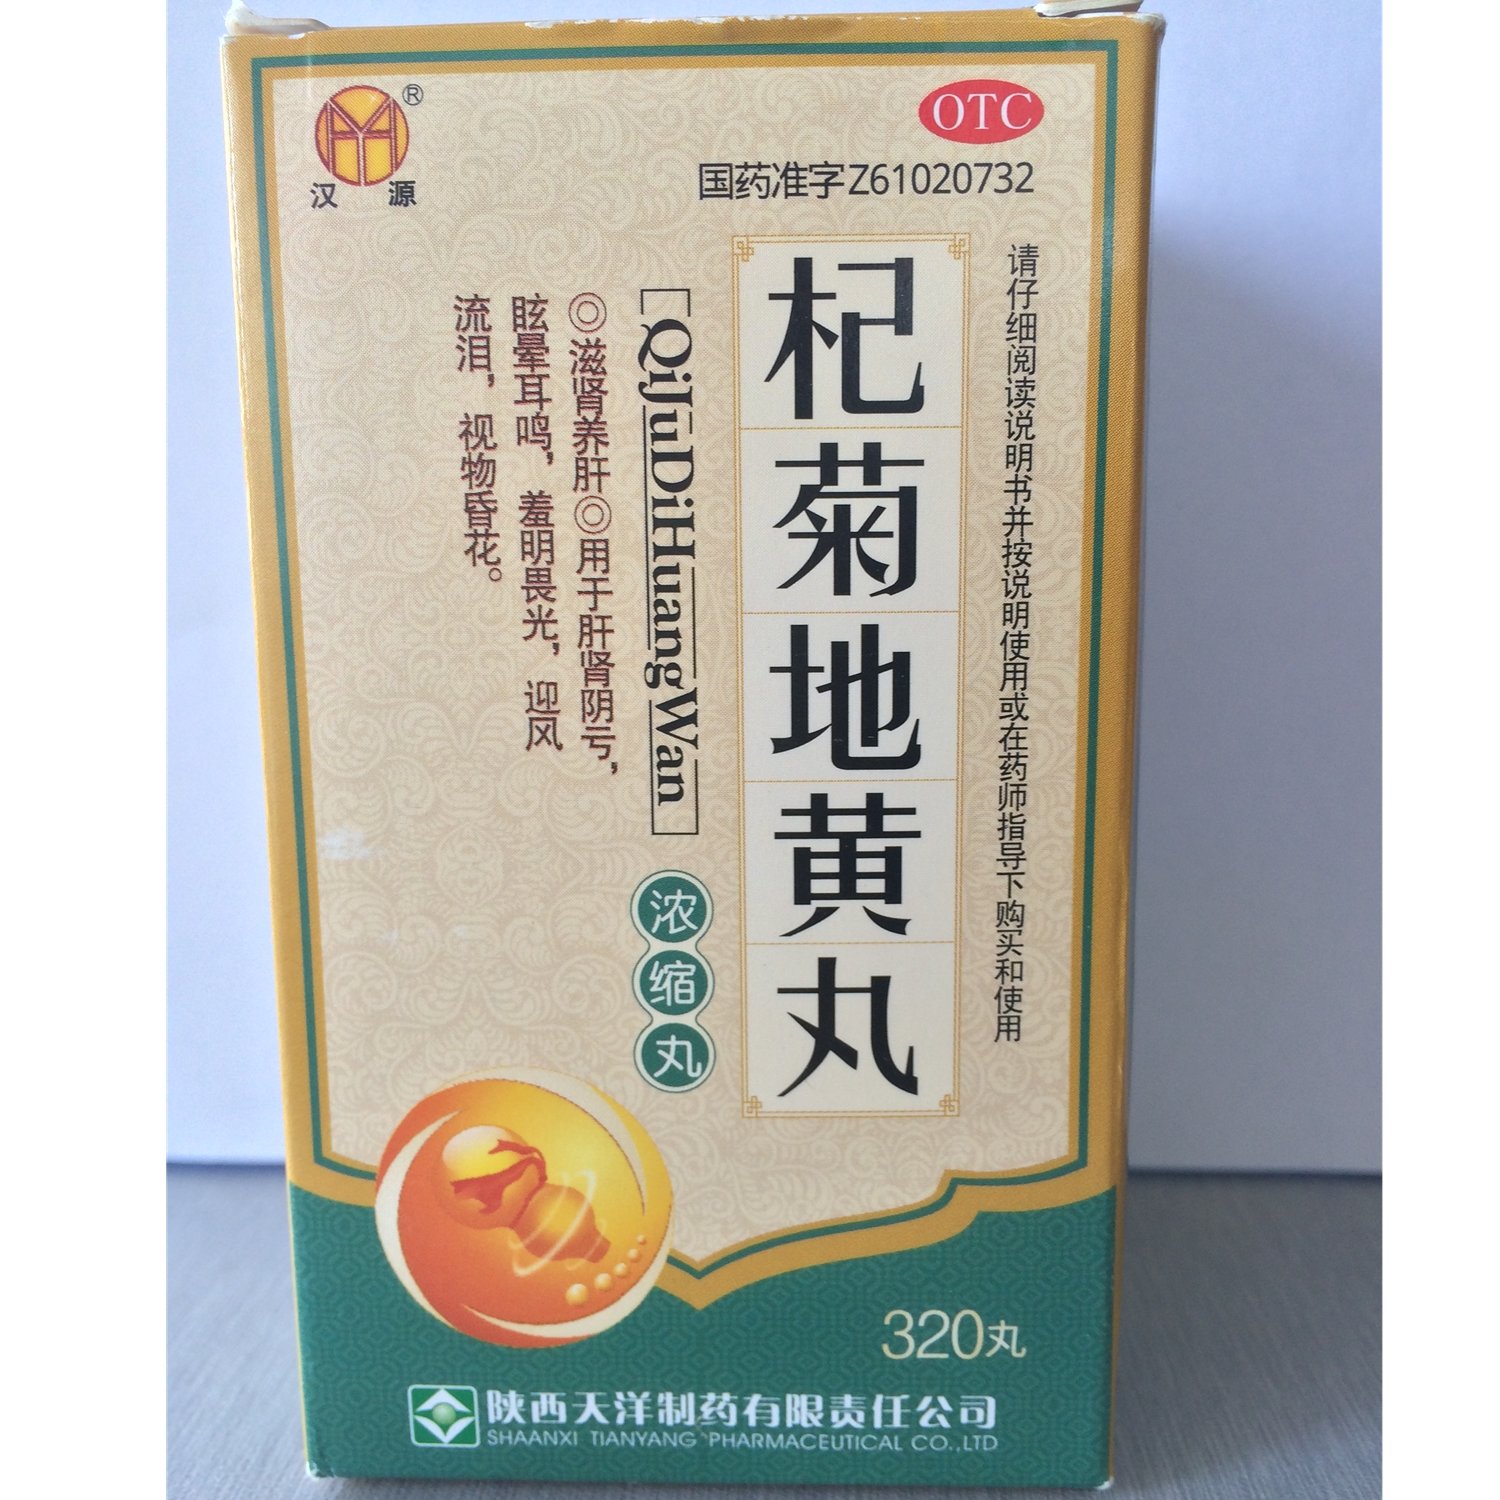 汉源
®
OTC
国药准字Z61020732
请仔细阅读说明书并按说明使用或在药师指导下购买和使用
杞菊地黄丸
QiJuDiHuangWan
浓缩丸
◎滋肾养肝◎用于肝肾阴亏，
眩晕耳鸣，羞明畏光，迎风
流泪，视物昏花。
320丸
陕西天洋制药有限责任公司
SHAANXI TIANYANG PHARMACEUTICAL CO.,LTD